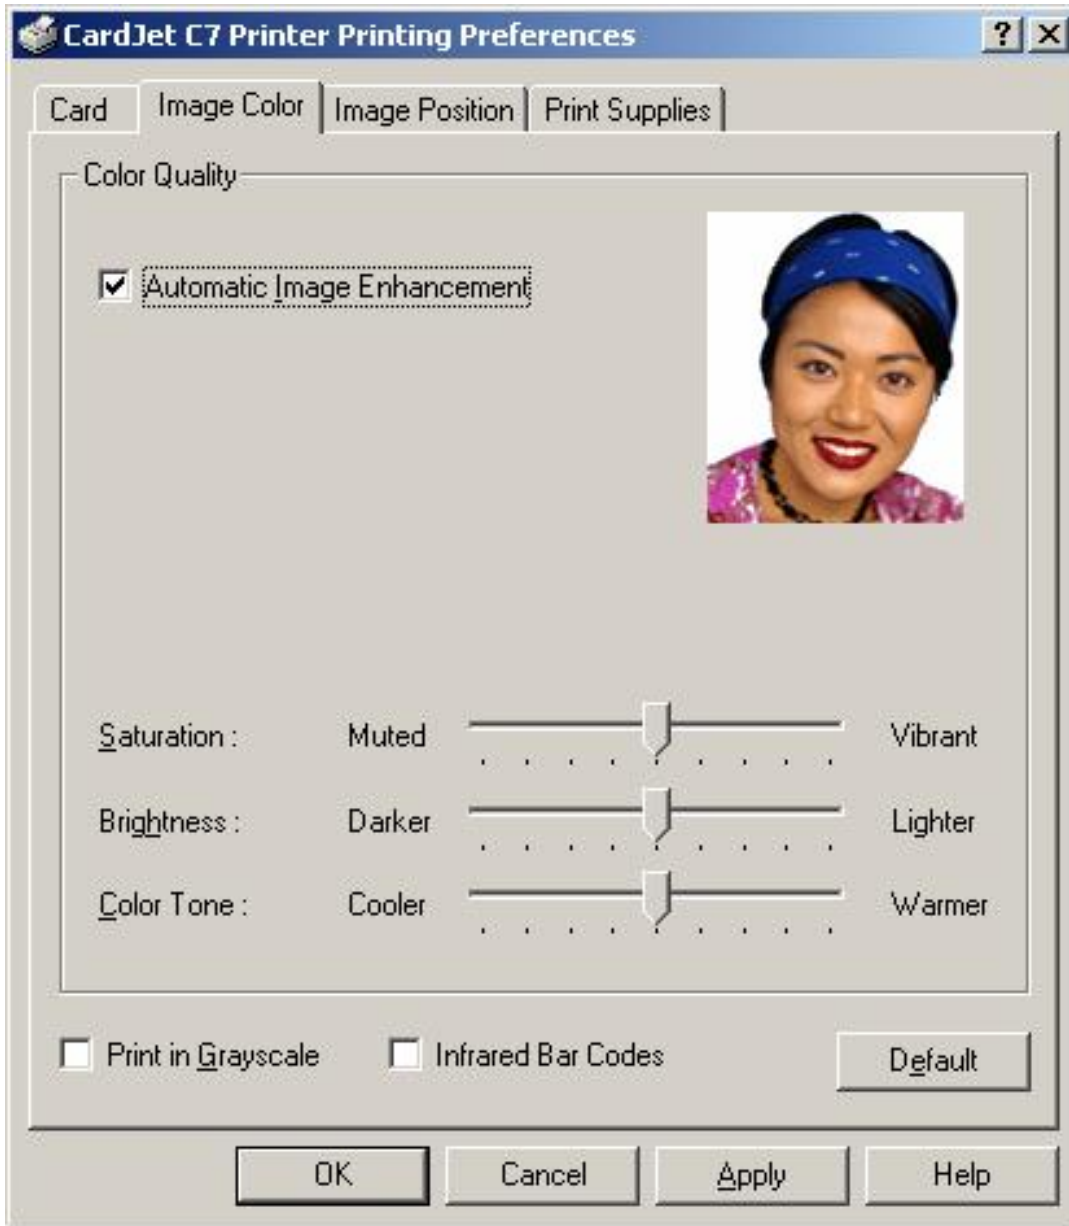 CardJet C7 Printer Printing Preferences
Card Image Color Image Position Print Supplies
Color Quality
Automatic Image Enhancement
Saturation : Muted Vibrant
Brightness : Darker Lighter
Color Tone : Cooler Warmer
Print in Grayscale Infrared Bar Codes Default
OK Cancel Apply Help